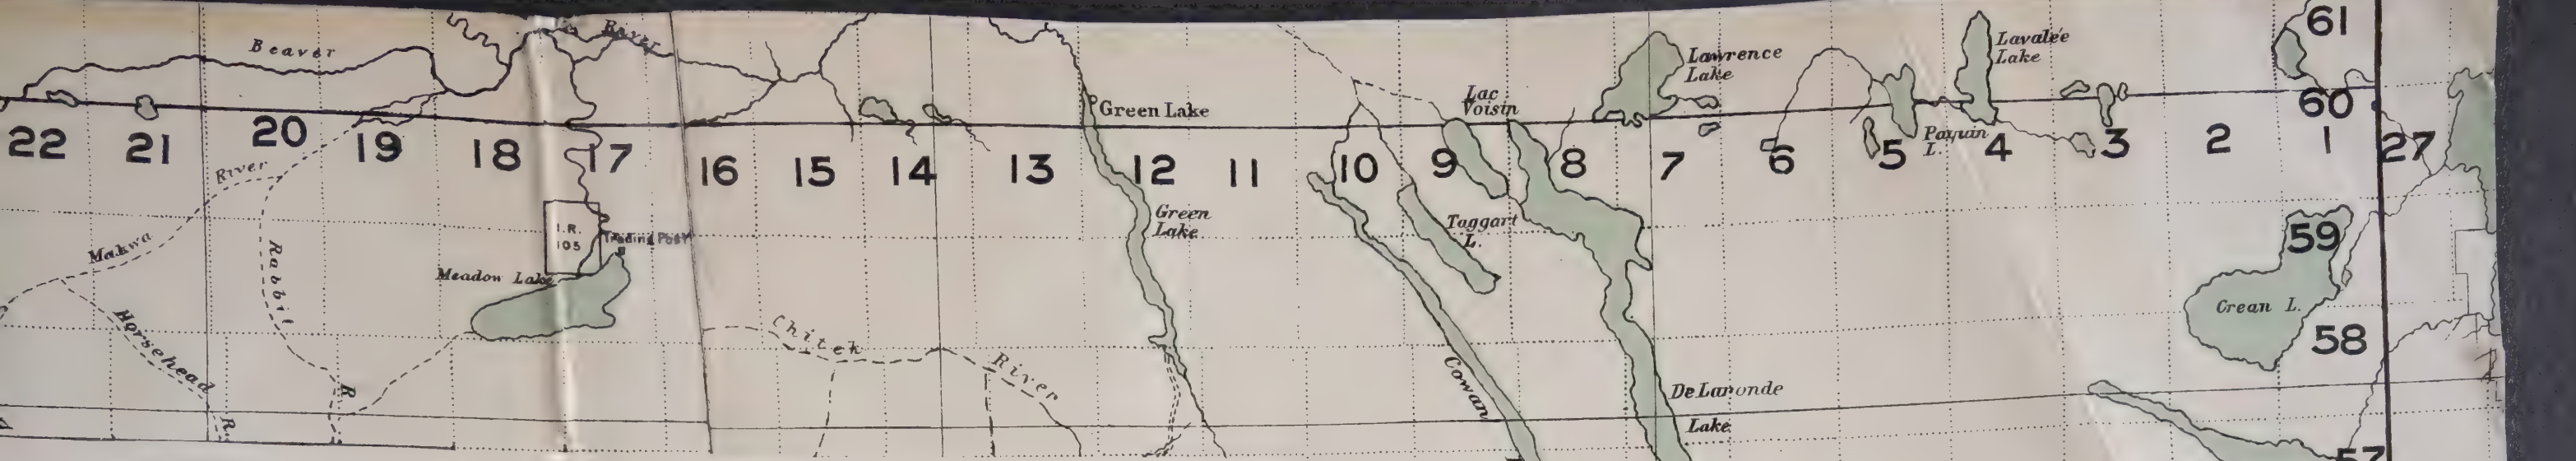 Beaver
River
Lawrence
Lake
Lavalée
Lake
61
Lac
Voisin
Green Lake
60
22
21
20
19
18
17
16
15
14
13
12
11
10
9
8
7
6
5
Payuin
L.
4
3
2
1
27
River
Makwa
Rabbit
R
Horsehead
R.
I.R.
105
Trading Post
Meadow Lake
Green
Lake
Taggart
L.
59
Crean L.
58
Chitek
River
Cowan
De Laronde
Lake
57